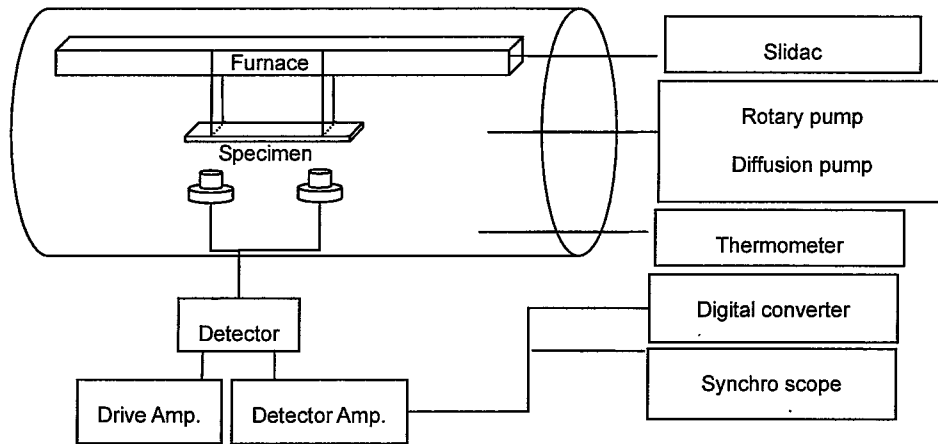 Furnace
Specimen
Slidac
Rotary pump
Diffusion pump
Thermometer
Digital converter
Synchro scope
Detector
Drive Amp.
Detector Amp.